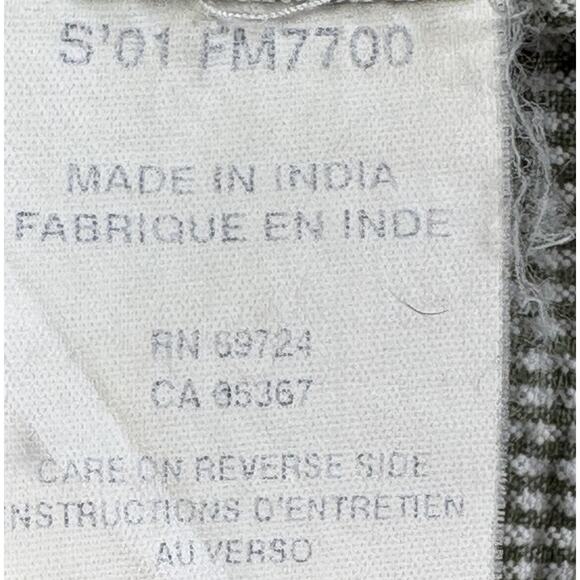 S'01 FM7700
MADE IN INDIA
FABRIQUE EN INDE
RN 69724
CA 05367
CARE ON REVERSE SIDE
INSTRUCTIONS D'ENTRETIEN
AU VERSO